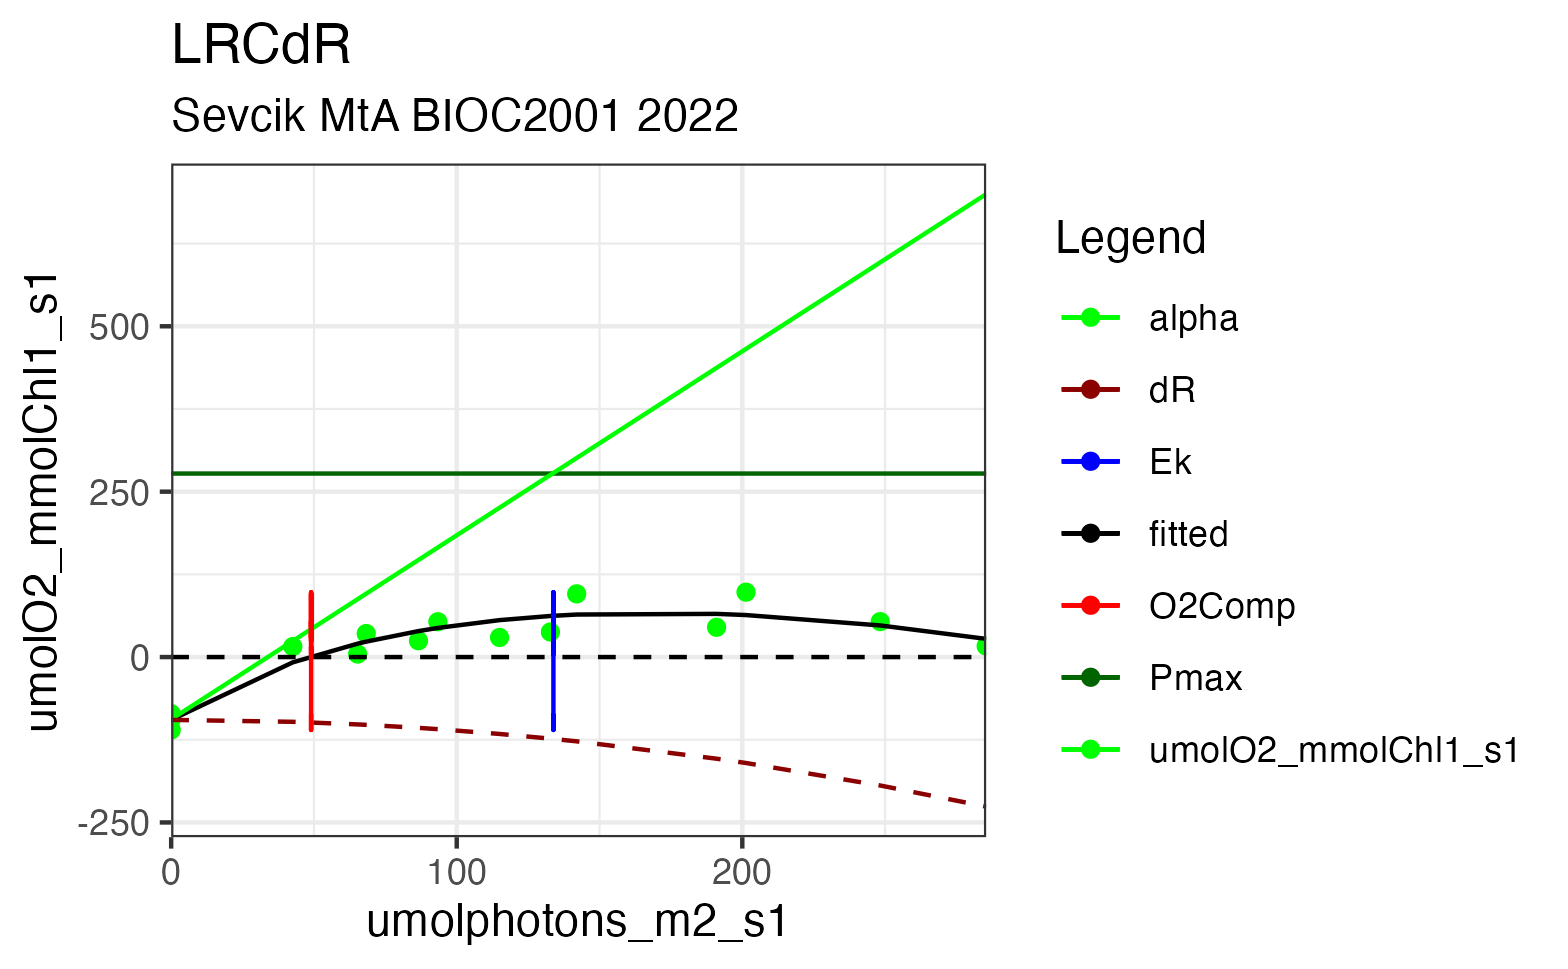 LRCdR
Sevcik MtA BIOC2001 2022
umolO2_mmolChl1_s1
500
250
0
-250
0
100
200
umolphotons_m2_s1
Legend
alpha
dR
Ek
fitted
O2Comp
Pmax
umolO2_mmolChl1_s1